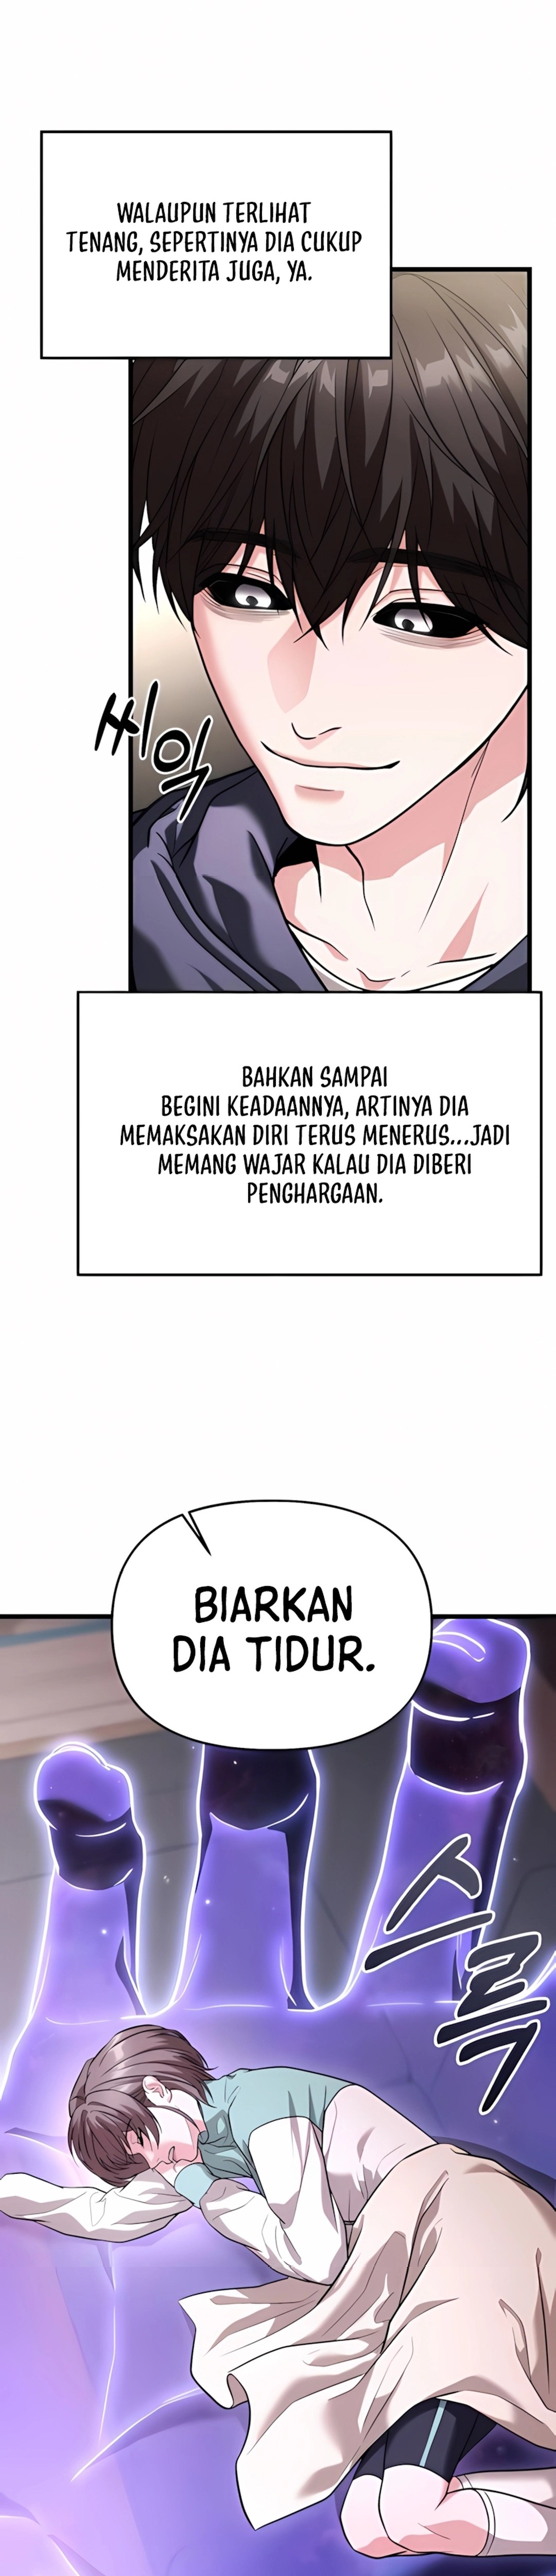 WALAUPUN TERLIHAT
TENANG, SEPERTINYA DIA CUKUP
MENDERITA JUGA, YA.
씨익
BAHKAN SAMPAI
BEGINI KEADAANNYA, ARTINYA DIA
MEMAKSAKAN DIRI TERUS MENERUS...JADI
MEMANG WAJAR KALAU DIA DIBERI
PENGHARGAAN.
BIARKAN
DIA TIDUR.
스륵